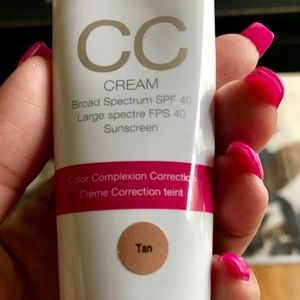 CC
CREAM
Broad Spectrum SPF 40
Large spectre FPS 40
Sunscreen
Color Complexion Correction
Crème Correction teint
Tan